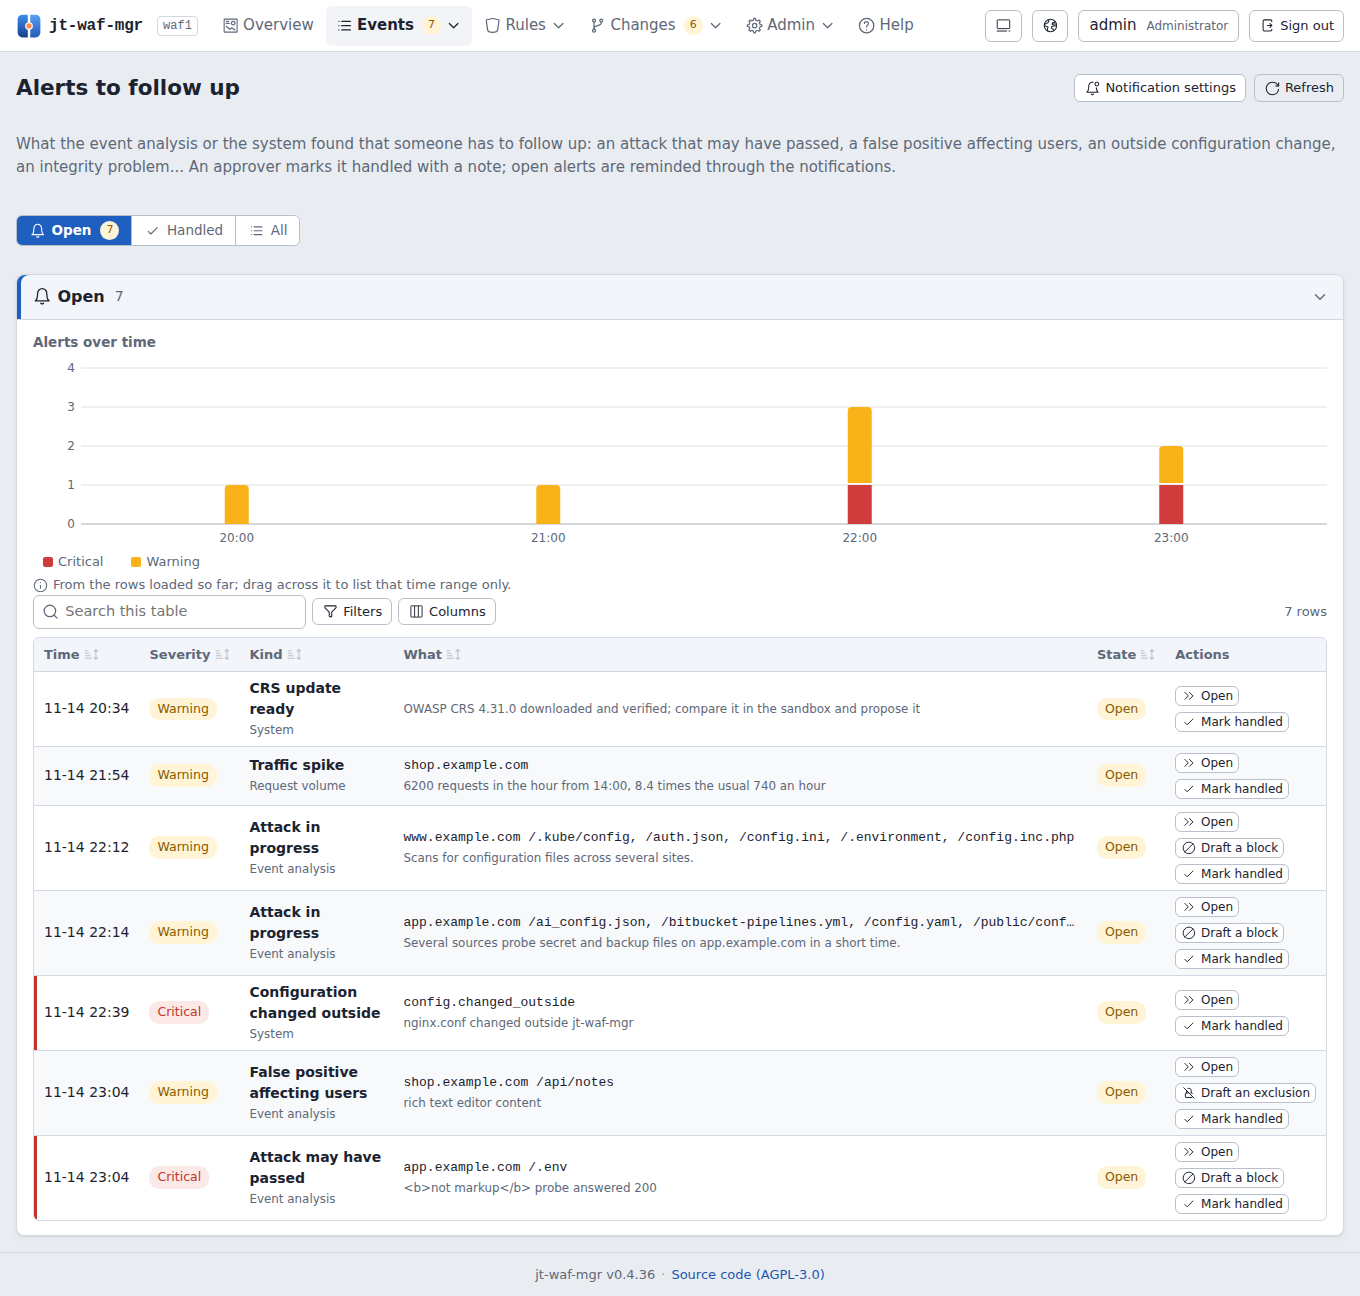 jt-waf-mgr waf1 Overview Events 7 Rules Changes 6 Admin Help admin Administrator Sign out
Alerts to follow up
Notification settings Refresh
What the event analysis or the system found that someone has to follow up: an attack that may have passed, a false positive affecting users, an outside configuration change,
an integrity problem... An approver marks it handled with a note; open alerts are reminded through the notifications.
Open 7 Handled All
Open 7
Alerts over time
4
3
2
1
0
20:00 21:00 22:00 23:00
Critical Warning
From the rows loaded so far; drag across it to list that time range only.
Search this table Filters Columns 7 rows
Time Severity Kind What State Actions
11-14 20:34 Warning CRS update ready System OWASP CRS 4.31.0 downloaded and verified; compare it in the sandbox and propose it Open Open Mark handled
11-14 21:54 Warning Traffic spike Request volume shop.example.com 6200 requests in the hour from 14:00, 8.4 times the usual 740 an hour Open Open Mark handled
11-14 22:12 Warning Attack in progress Event analysis www.example.com /.kube/config, /auth.json, /config.ini, /.environment, /config.inc.php Scans for configuration files across several sites. Open Open Draft a block Mark handled
11-14 22:14 Warning Attack in progress Event analysis app.example.com /ai_config.json, /bitbucket-pipelines.yml, /config.yaml, /public/conf… Several sources probe secret and backup files on app.example.com in a short time. Open Open Draft a block Mark handled
11-14 22:39 Critical Configuration changed outside System config.changed_outside nginx.conf changed outside jt-waf-mgr Open Open Mark handled
11-14 23:04 Warning False positive affecting users Event analysis shop.example.com /api/notes rich text editor content Open Open Draft an exclusion Mark handled
11-14 23:04 Critical Attack may have passed Event analysis app.example.com /.env <b>not markup</b> probe answered 200 Open Open Draft a block Mark handled
jt-waf-mgr v0.4.36 · Source code (AGPL-3.0)